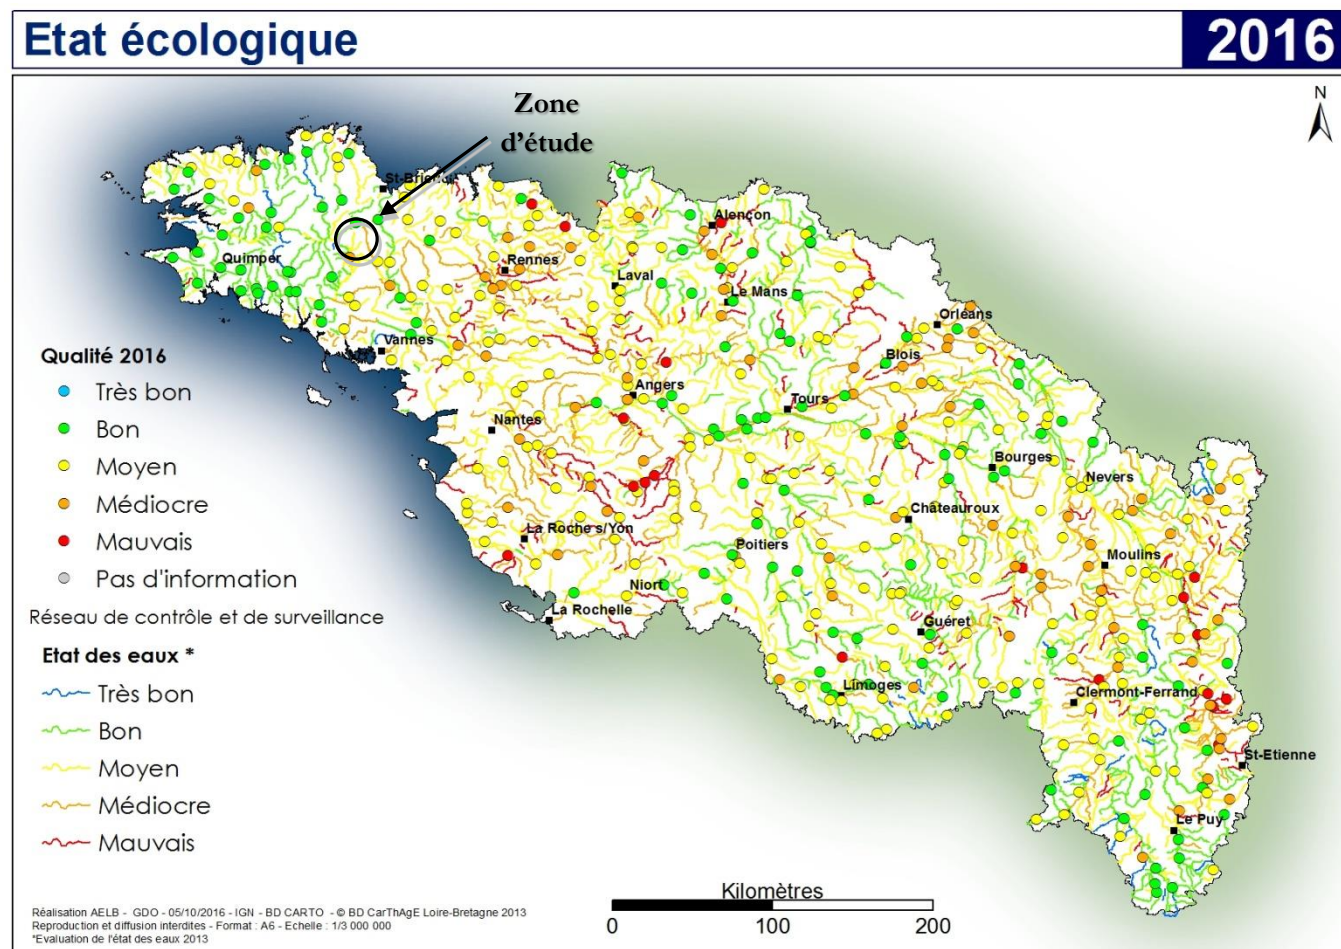 Etat écologique
2016
Zone
d'étude
N
St-Brieuc
Alençon
Quimper
Rennes
Laval
Le Mans
Orléans
Vannes
Blois
Angers
Tours
Nantes
Bourges
Nevers
Châteauroux
La Roche s/Yon
Poitiers
Moulins
Niort
La Rochelle
Guéret
Limoges
Clermont-Ferrand
St-Etienne
Le Puy
Qualité 2016
Très bon
Bon
Moyen
Médiocre
Mauvais
Pas d'information
Réseau de contrôle et de surveillance
Etat des eaux *
Très bon
Bon
Moyen
Médiocre
Mauvais
Kilomètres
0 100 200
Réalisation AELB - GDO - 05/10/2016 - IGN - BD CARTO - © BD CarThAgE Loire-Bretagne 2013
Reproduction et diffusion interdites - Format : A6 - Echelle : 1/3 000 000
*Evaluation de l'état des eaux 2013